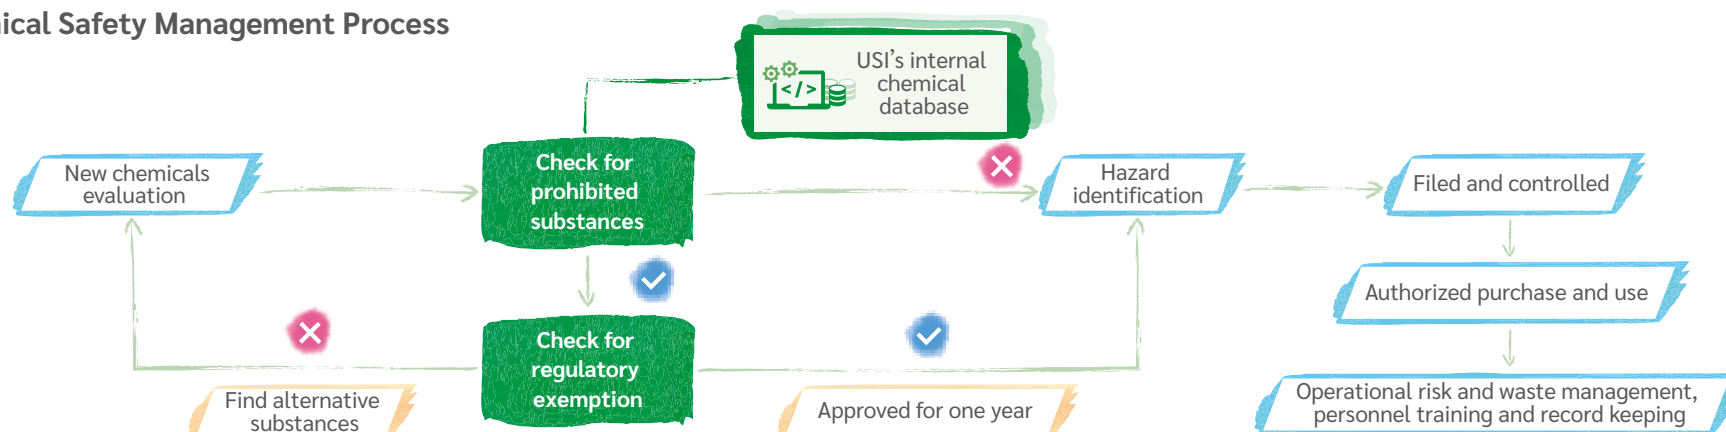 ical Safety Management Process
USI's internal
chemical
database
</>
New chemicals
evaluation
Check for
prohibited
substances
Hazard
identification
Filed and controlled
Authorized purchase and use
Check for
regulatory
exemption
Find alternative
substances
Approved for one year
Operational risk and waste management,
personnel training and record keeping